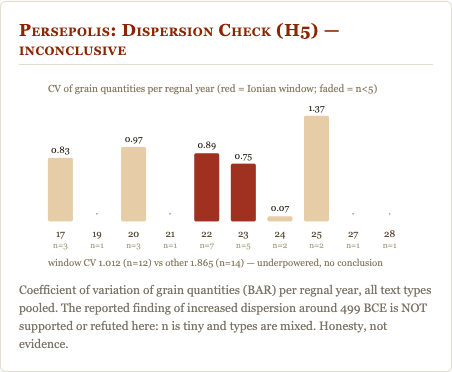 Persepolis: Dispersion Check (H5) —
inconclusive
CV of grain quantities per regnal year (red = Ionian window; faded = n<5)
0.83 . 0.97 . 0.89 0.75 0.07 1.37 . .
17 19 20 21 22 23 24 25 27 28
n=3 n=1 n=3 n=1 n=7 n=5 n=2 n=2 n=1 n=1
window CV 1.012 (n=12) vs other 1.865 (n=14) — underpowered, no conclusion
Coefficient of variation of grain quantities (BAR) per regnal year, all text types
pooled. The reported finding of increased dispersion around 499 BCE is NOT
supported or refuted here: n is tiny and types are mixed. Honesty, not
evidence.